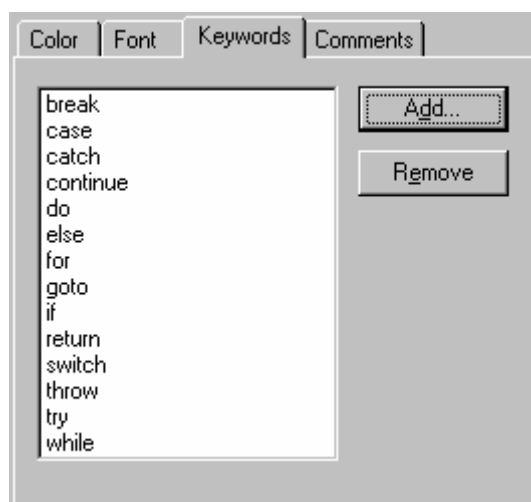 Color Font Keywords Comments
break
case
catch
continue
do
else
for
goto
if
return
switch
throw
try
while
Add...
Remove